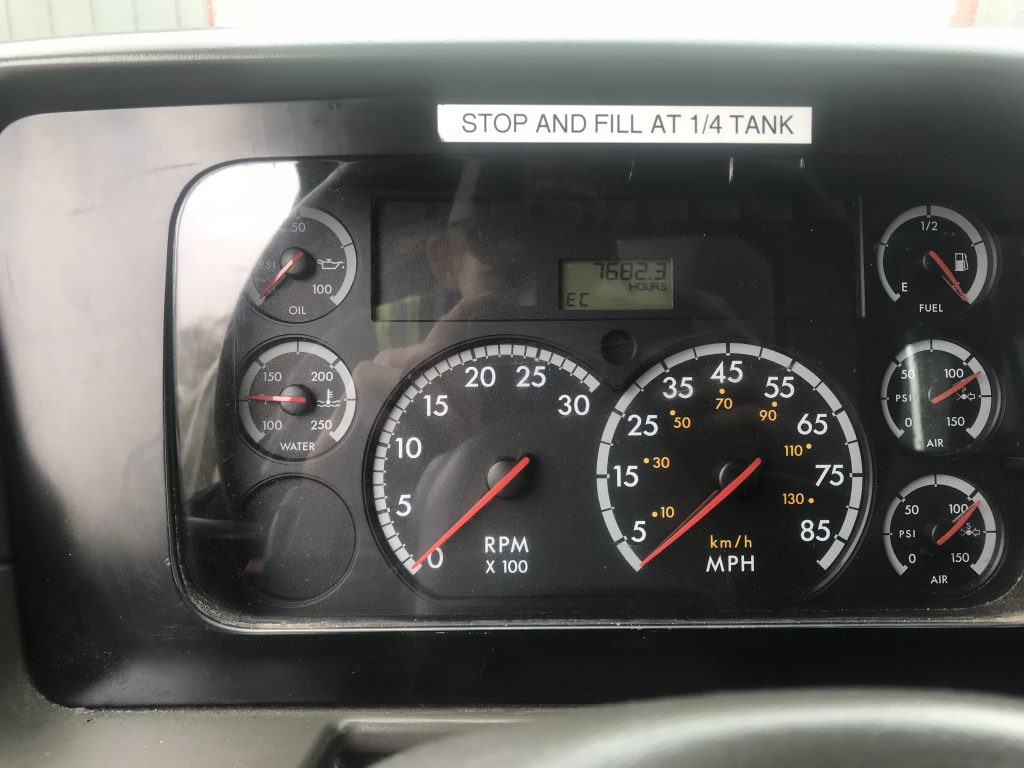 STOP AND FILL AT 1/4 TANK
50
PSI
100
OIL
7682.3
HOURS
EC
1/2
E
FUEL
150 200
100 250
WATER
0 5 10 15 20 25 30
RPM
X 100
5 15 25 35 45 55 65 75 85
10 30 50 70 90 110 130
km/h
MPH
50 100
PSI P
0 150
AIR
50 100
PSI S
0 150
AIR